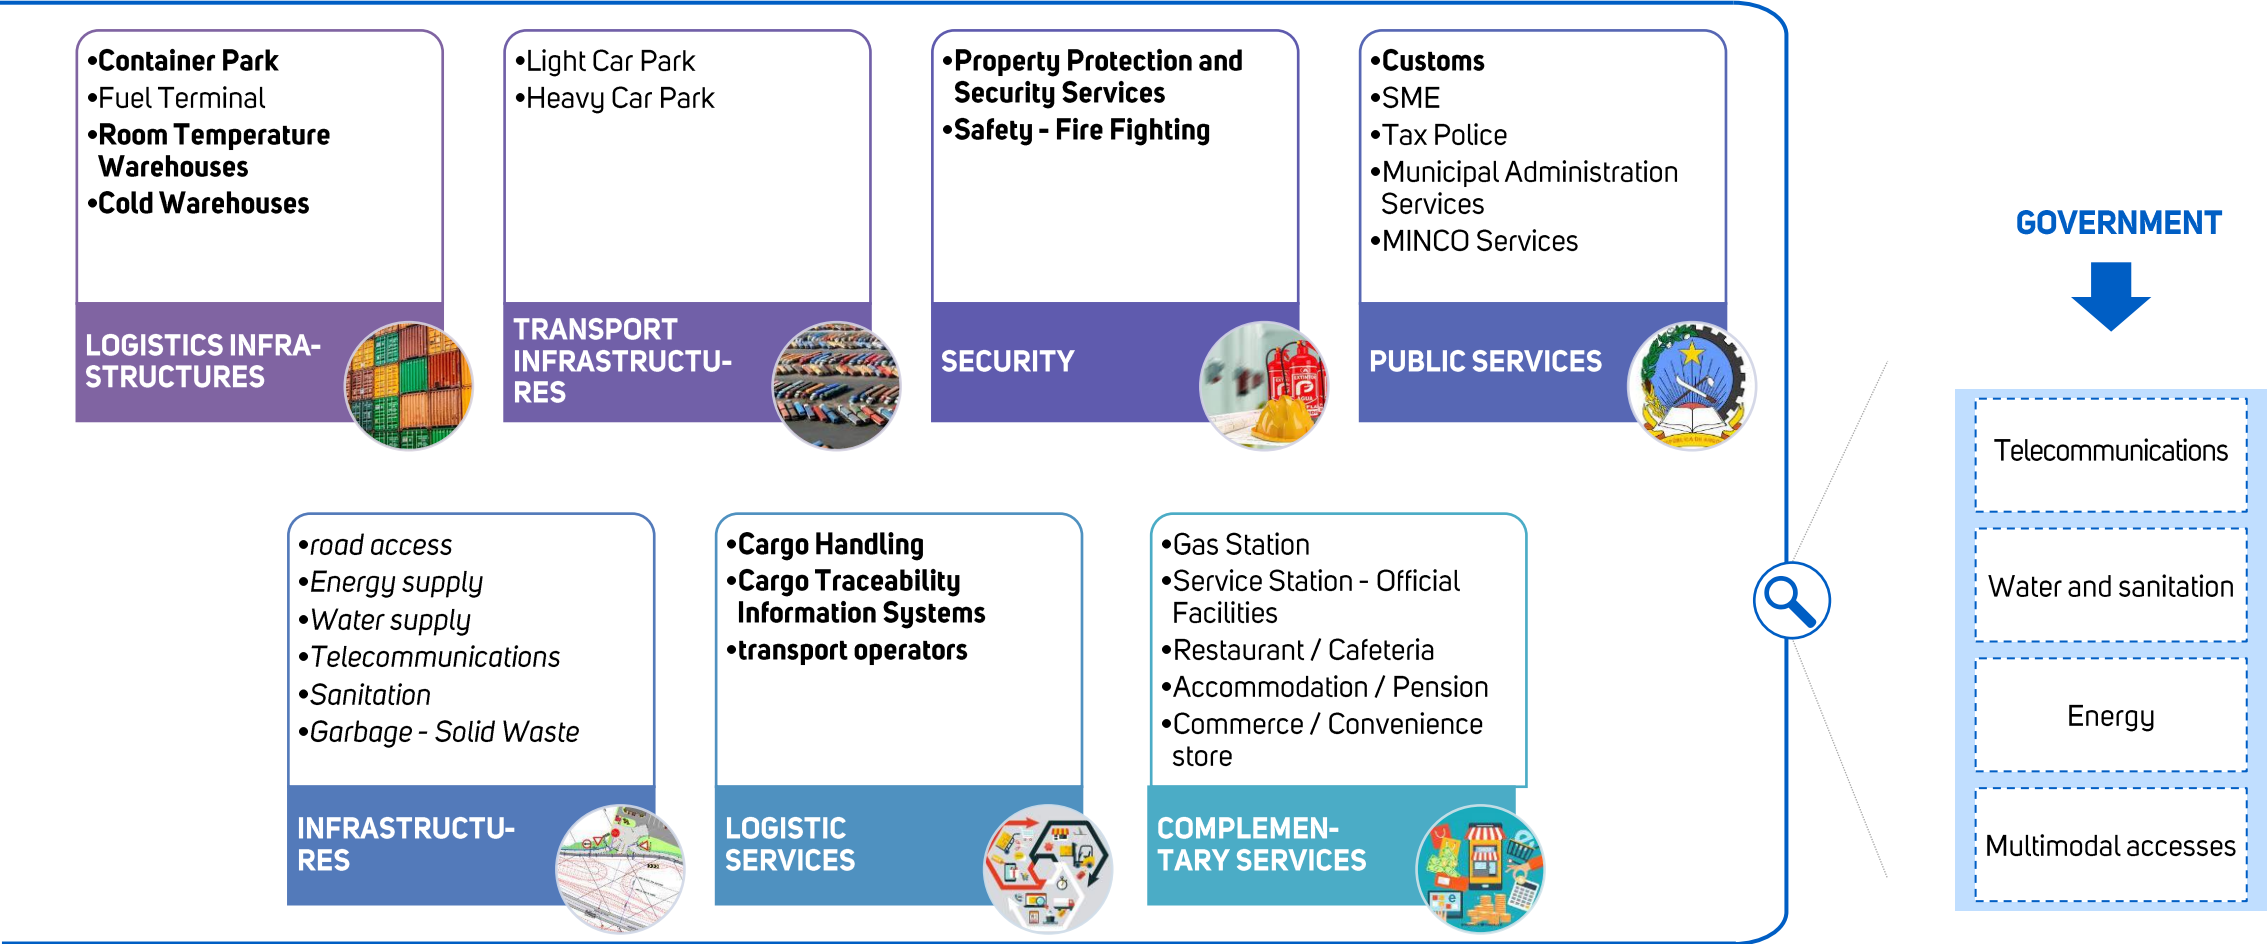 •Container Park
•Fuel Terminal
•Room Temperature
Warehouses
•Cold Warehouses
LOGISTICS INFRA-
STRUCTURES
•Light Car Park
•Heavy Car Park
TRANSPORT
INFRASTRUCTU-
RES
•Property Protection and
Security Services
•Safety - Fire Fighting
SECURITY
•Customs
•SME
•Tax Police
•Municipal Administration
Services
•MINCO Services
PUBLIC SERVICES
•road access
•Energy supply
•Water supply
•Telecommunications
•Sanitation
•Garbage - Solid Waste
INFRASTRUCTU-
RES
•Cargo Handling
•Cargo Traceability
Information Systems
•transport operators
LOGISTIC
SERVICES
•Gas Station
•Service Station - Official
Facilities
•Restaurant / Cafeteria
•Accommodation / Pension
•Commerce / Convenience
store
COMPLEMEN-
TARY SERVICES
GOVERNMENT
Telecommunications
Water and sanitation
Energy
Multimodal accesses